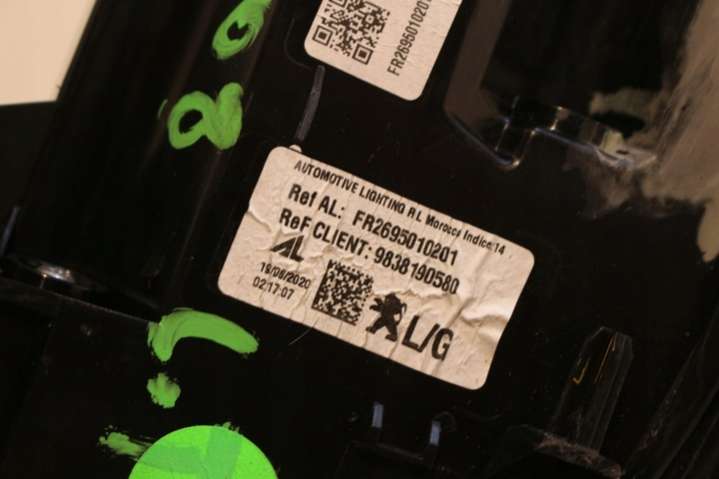 FR2695010201
AUTOMOTIVE LIGHTING R.L Morocco Indice:14
Ref AL: FR2695010201
ReF CLIENT: 9838190580
AL
19/06/2020
02:17:07
L/G